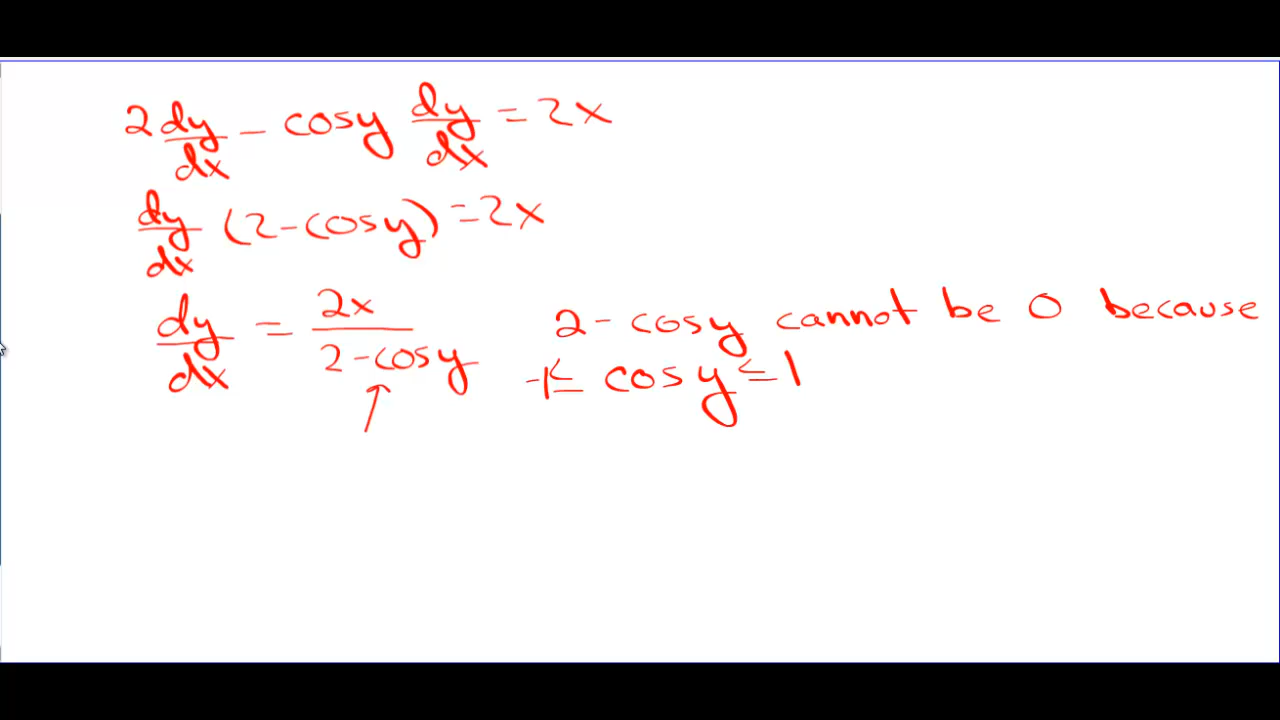 2 dy/dx - cosy dy/dx = 2x
dy/dx (2-cosy) = 2x
dy/dx = 2x/(2-cosy) 2-cosy cannot be 0 because
-1 ≤ cosy ≤ 1